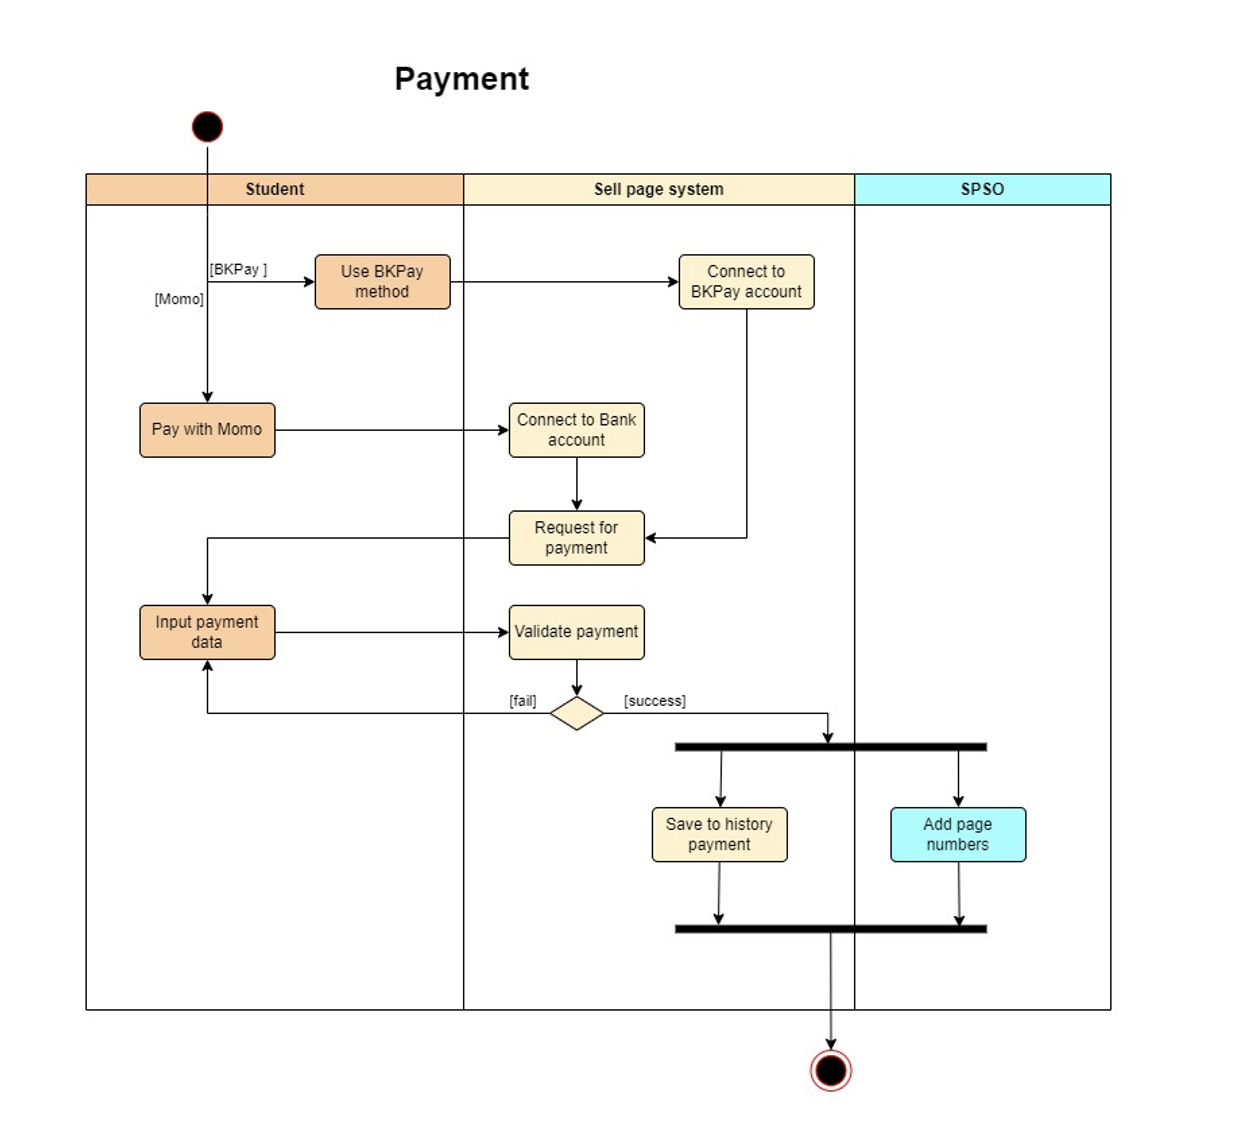 Payment
Student
Sell page system
SPSO
[BKPay ]
Use BKPay
method
Connect to
BKPay account
[Momo]
Pay with Momo
Connect to Bank
account
Request for
payment
Input payment
data
Validate payment
[fail]
[success]
Save to history
payment
Add page
numbers